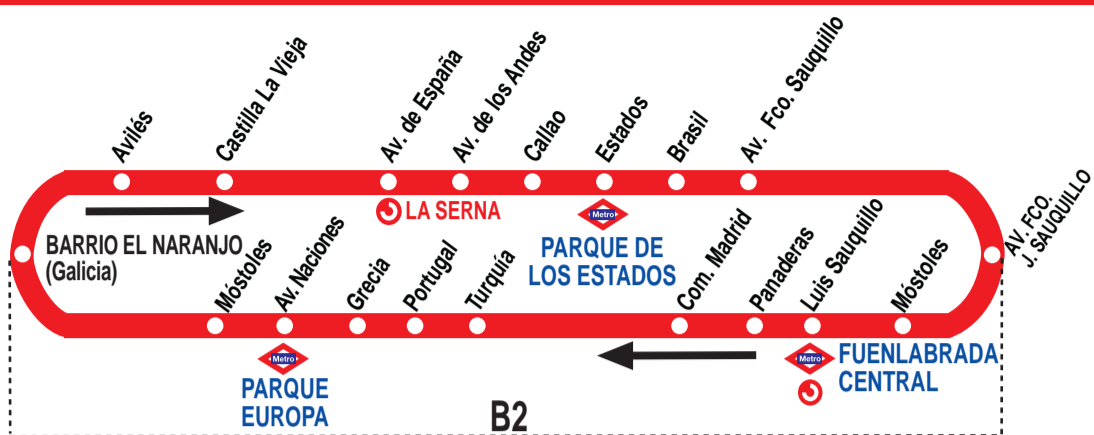 Avilés
Castilla La Vieja
Av. de España
Av. de los Andes
Callao
Estados
Brasil
Av. Fco. Sauquillo
LA SERNA
Metro
PARQUE DE
LOS ESTADOS
BARRIO EL NARANJO
(Galicia)
AV. FCO.
J. SAUQUILLO
Móstoles
Av. Naciones
Grecia
Portugal
Turquía
Com. Madrid
Panaderas
Luis Sauquillo
Móstoles
Metro
PARQUE
EUROPA
Metro
FUENLABRADA
CENTRAL
B2